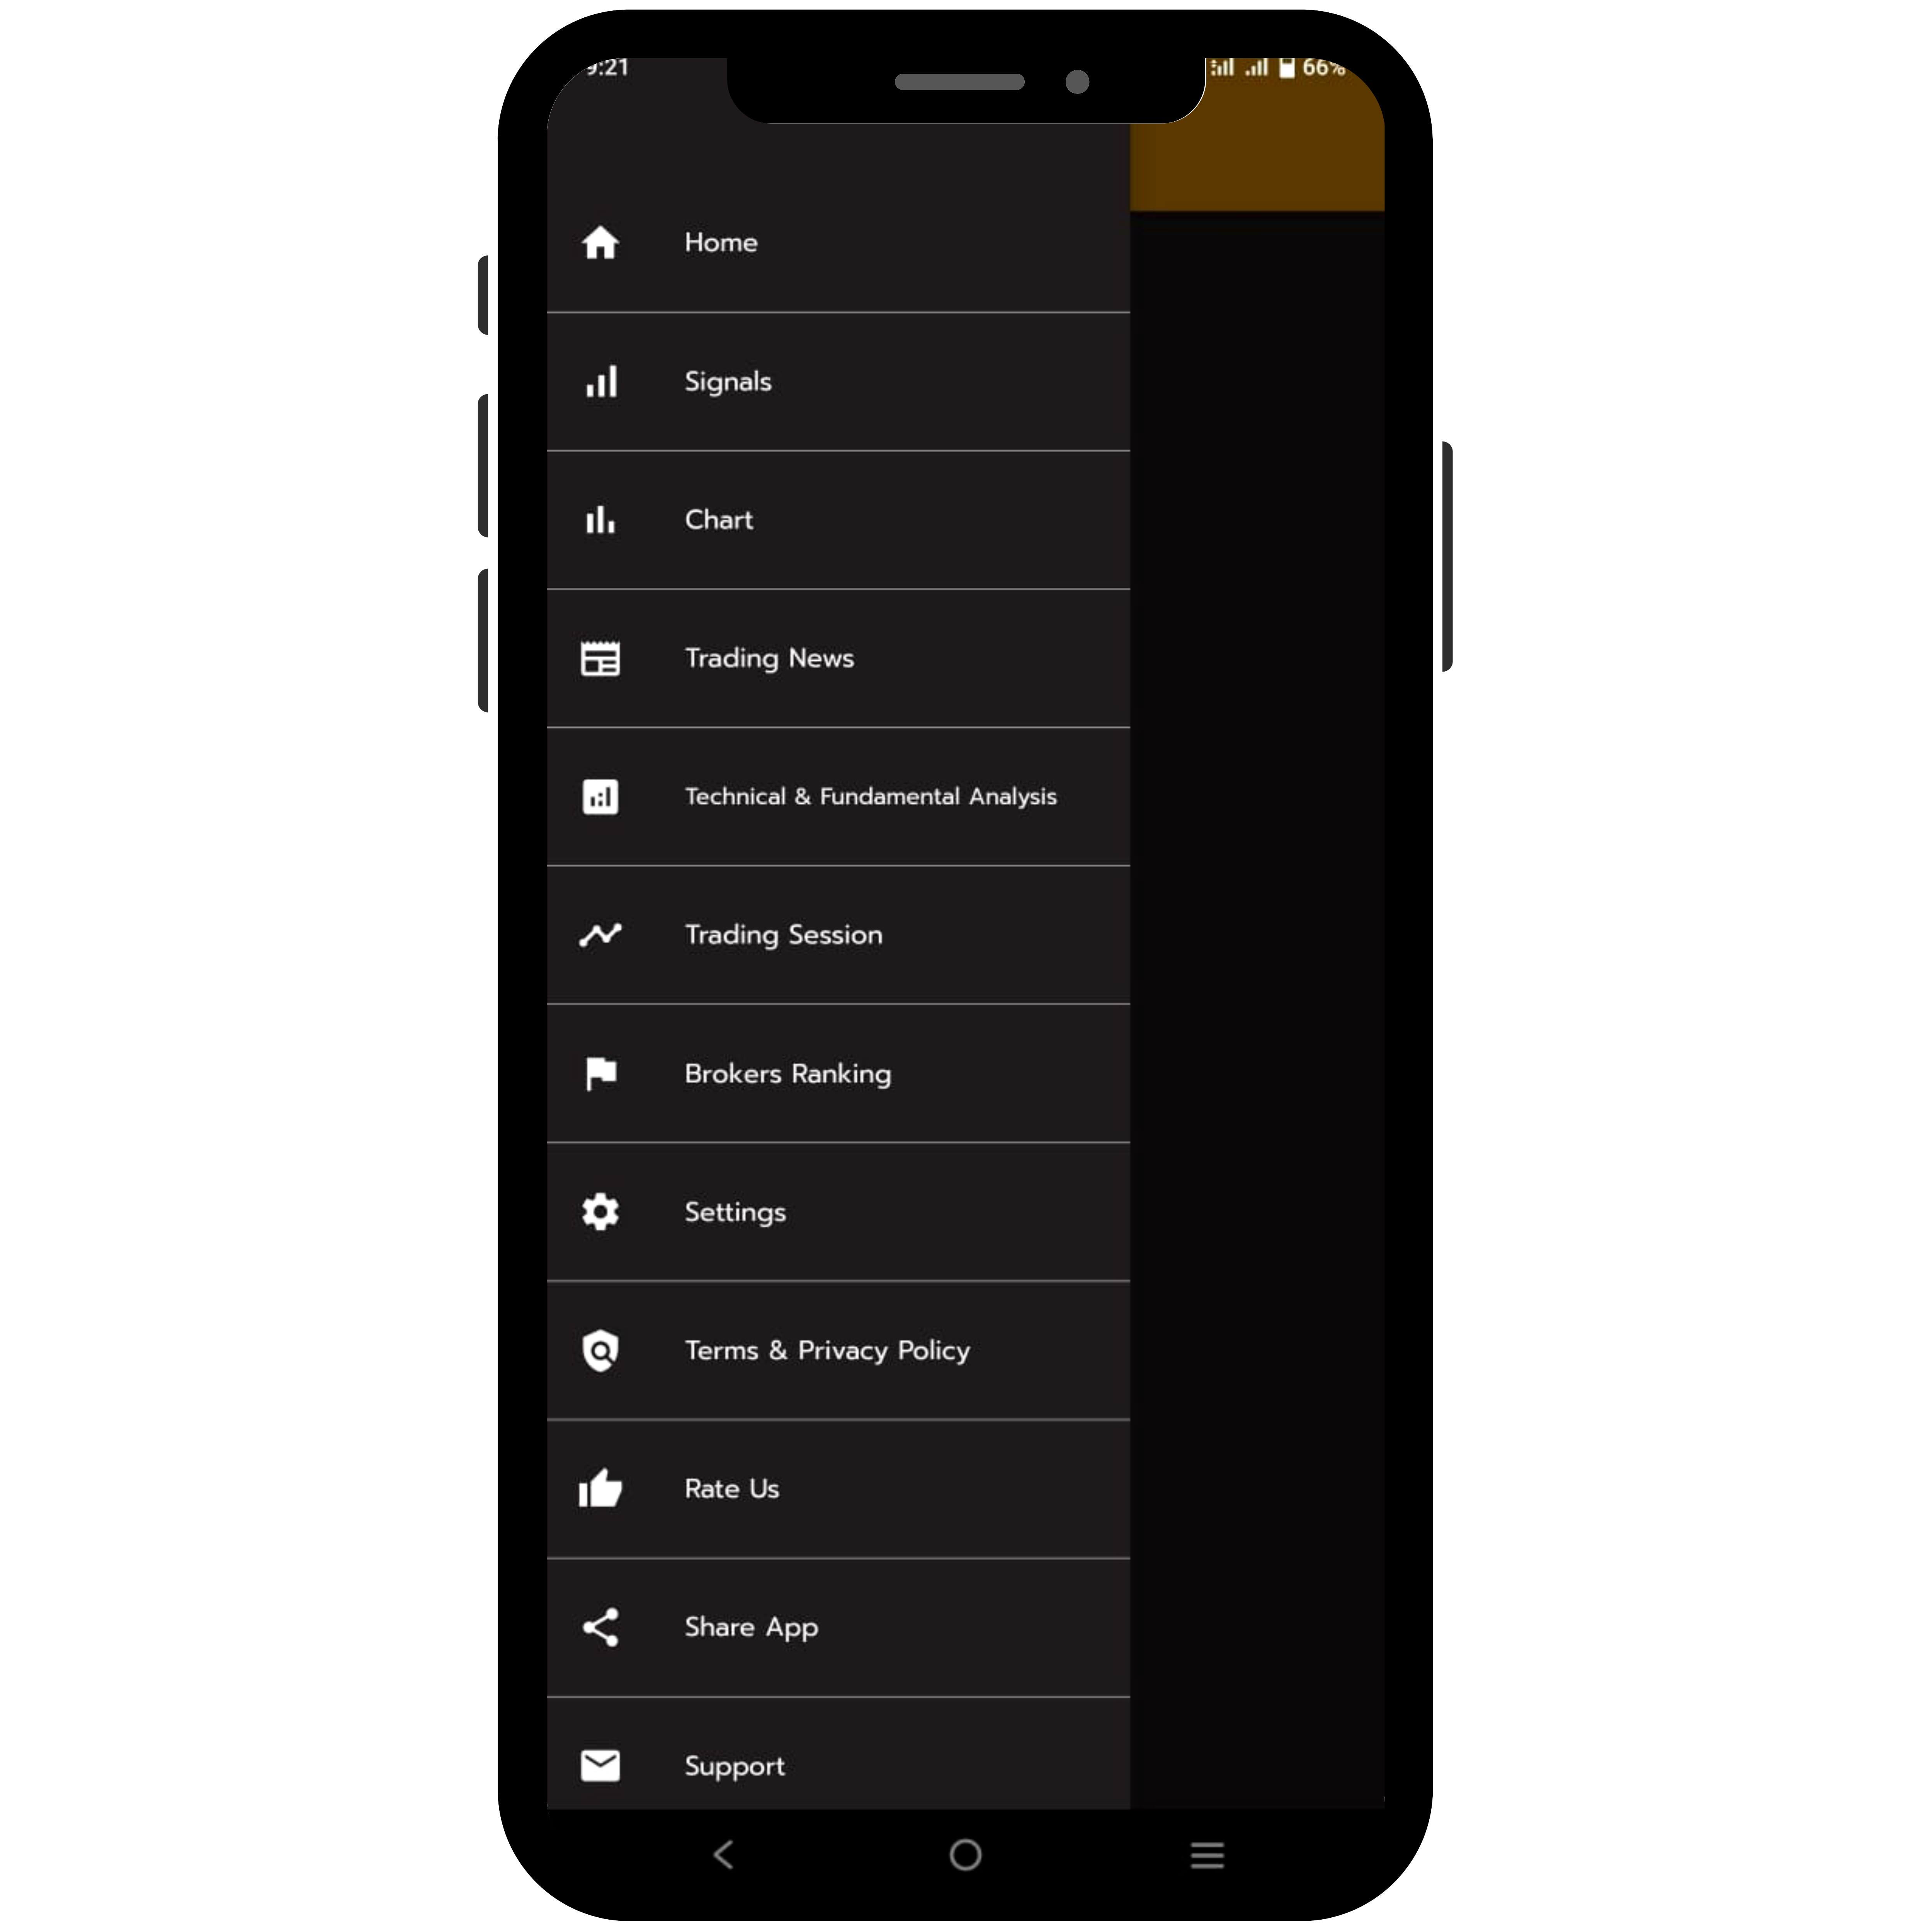 9:21 66%
Home
Signals
Chart
Trading News
Technical & Fundamental Analysis
Trading Session
Brokers Ranking
Settings
Terms & Privacy Policy
Rate Us
Share App
Support